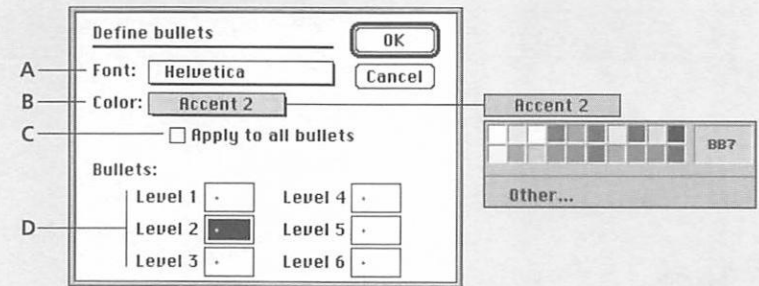 Define bullets
OK
A Font: Helvetica
Cancel
B Color: Accent 2
Accent 2
C Apply to all bullets
BB7
Other...
Bullets:
Level 1 Level 4
D Level 2 Level 5
Level 3 Level 6